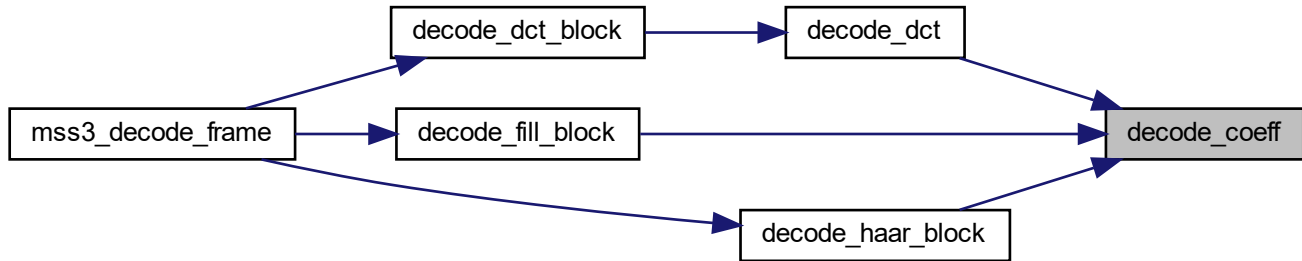 decode_dct_block
decode_dct
mss3_decode_frame
decode_fill_block
decode_coeff
decode_haar_block